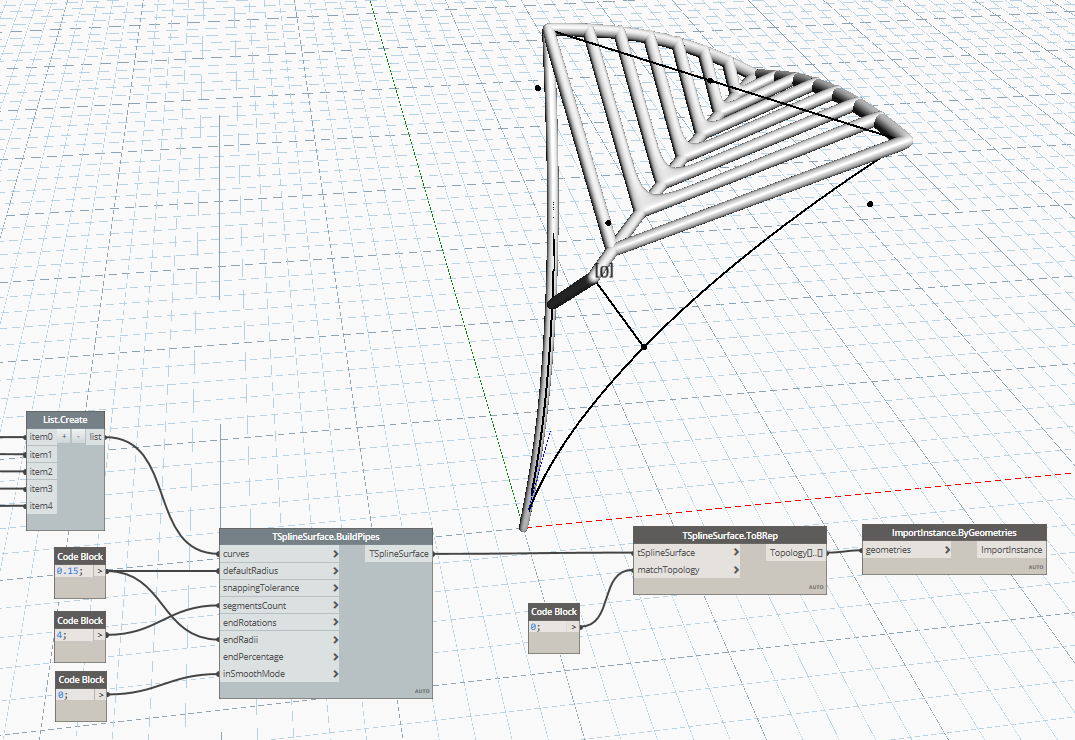 [0]
List.Create
item0 + - list
item1
item2
item3
item4
Code Block
0.15; >
Code Block
4; >
Code Block
0; >
TSplineSurface.BuildPipes
curves > TSplineSurface
defaultRadius >
snappingTolerance >
segmentsCount >
endRotations >
endRadii >
endPercentage >
inSmoothMode >
AUTO
Code Block
0; >
TSplineSurface.ToBRep
tSplineSurface > Topology[]..[]
matchTopology >
AUTO
ImportInstance.ByGeometries
geometries > ImportInstance
AUTO